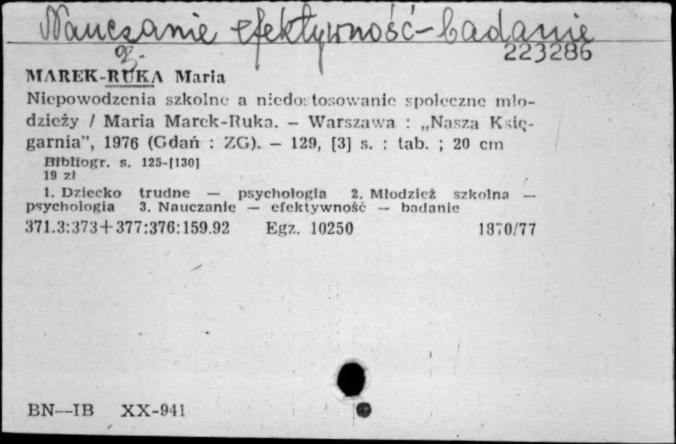 Nauczanie efektywność-badanie
223286
MAREK-RUKA Maria
Niepowodzenia szkolne a niedostosowanie społeczne mło-
dzieży / Maria Marek-Ruka. — Warszawa : „Nasza Księ-
garnia”, 1976 (Gdań : ZG). — 129, [3] s. : tab. ; 20 cm
Bibliogr. s. 125-[130]
19 zł
1. Dziecko trudne — psychologia 2. Młodzież szkolna —
psychologia 3. Nauczanie — efektywność — badanie
371.3:373+377:376:159.92 Egz. 10250 1870/77
BN—IB XX-941